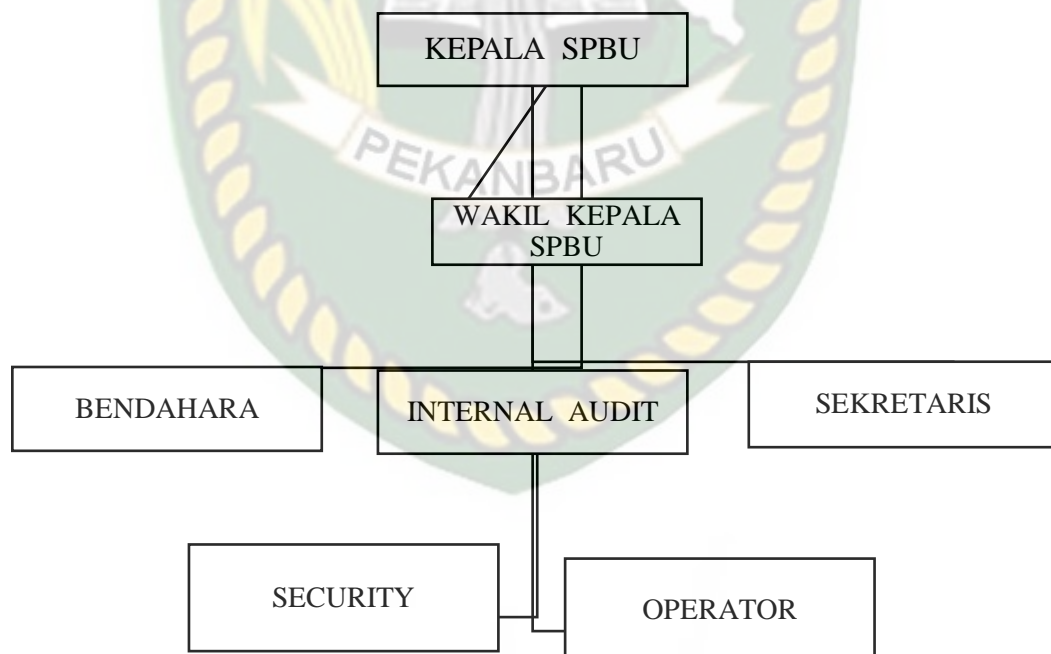 KEPALA SPBU
PEKANBARU
WAKIL KEPALA
SPBU
BENDAHARA
INTERNAL AUDIT
SEKRETARIS
SECURITY
OPERATOR